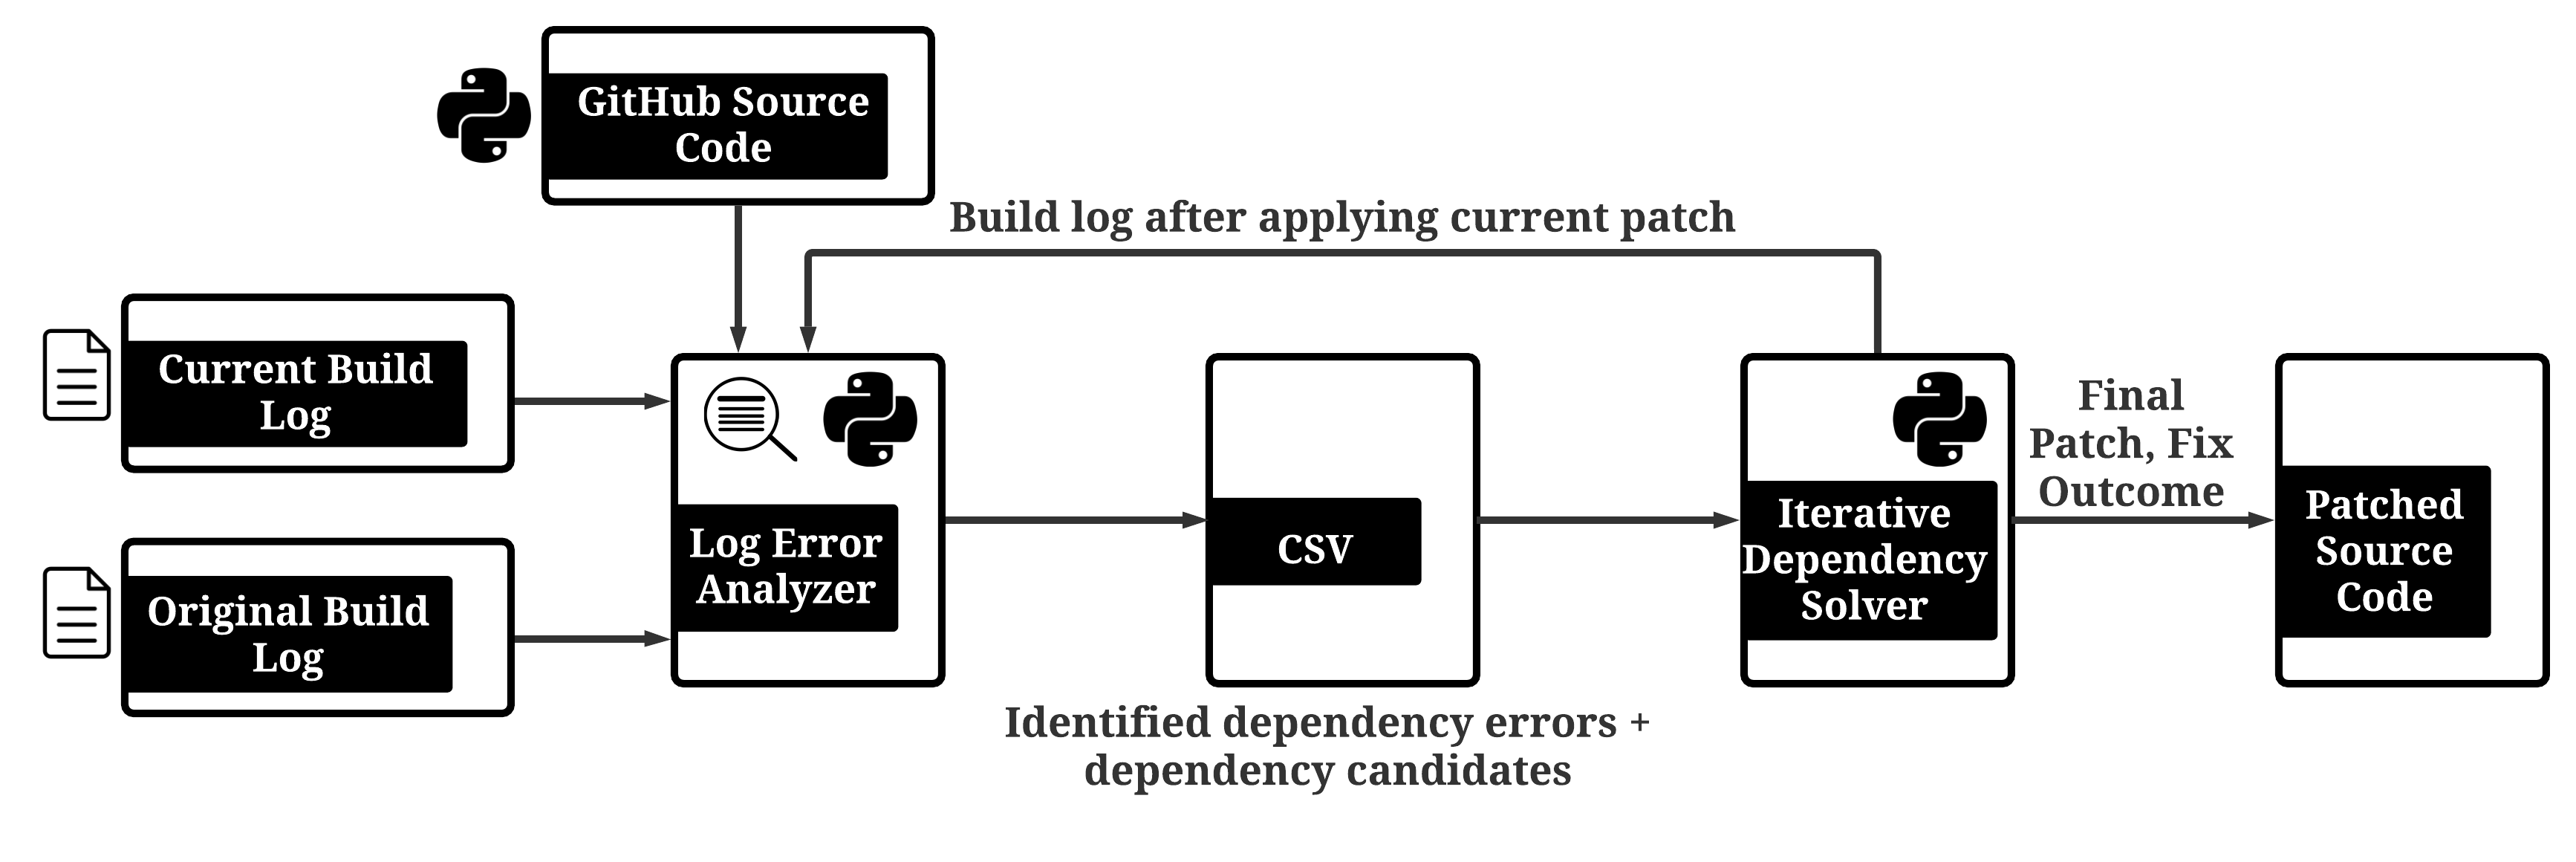 GitHub Source
Code
Build log after applying current patch
Current Build
Log
Original Build
Log
Log Error
Analyzer
CSV
Identified dependency errors +
dependency candidates
Iterative
Dependency
Solver
Final
Patch, Fix
Outcome
Patched
Source
Code